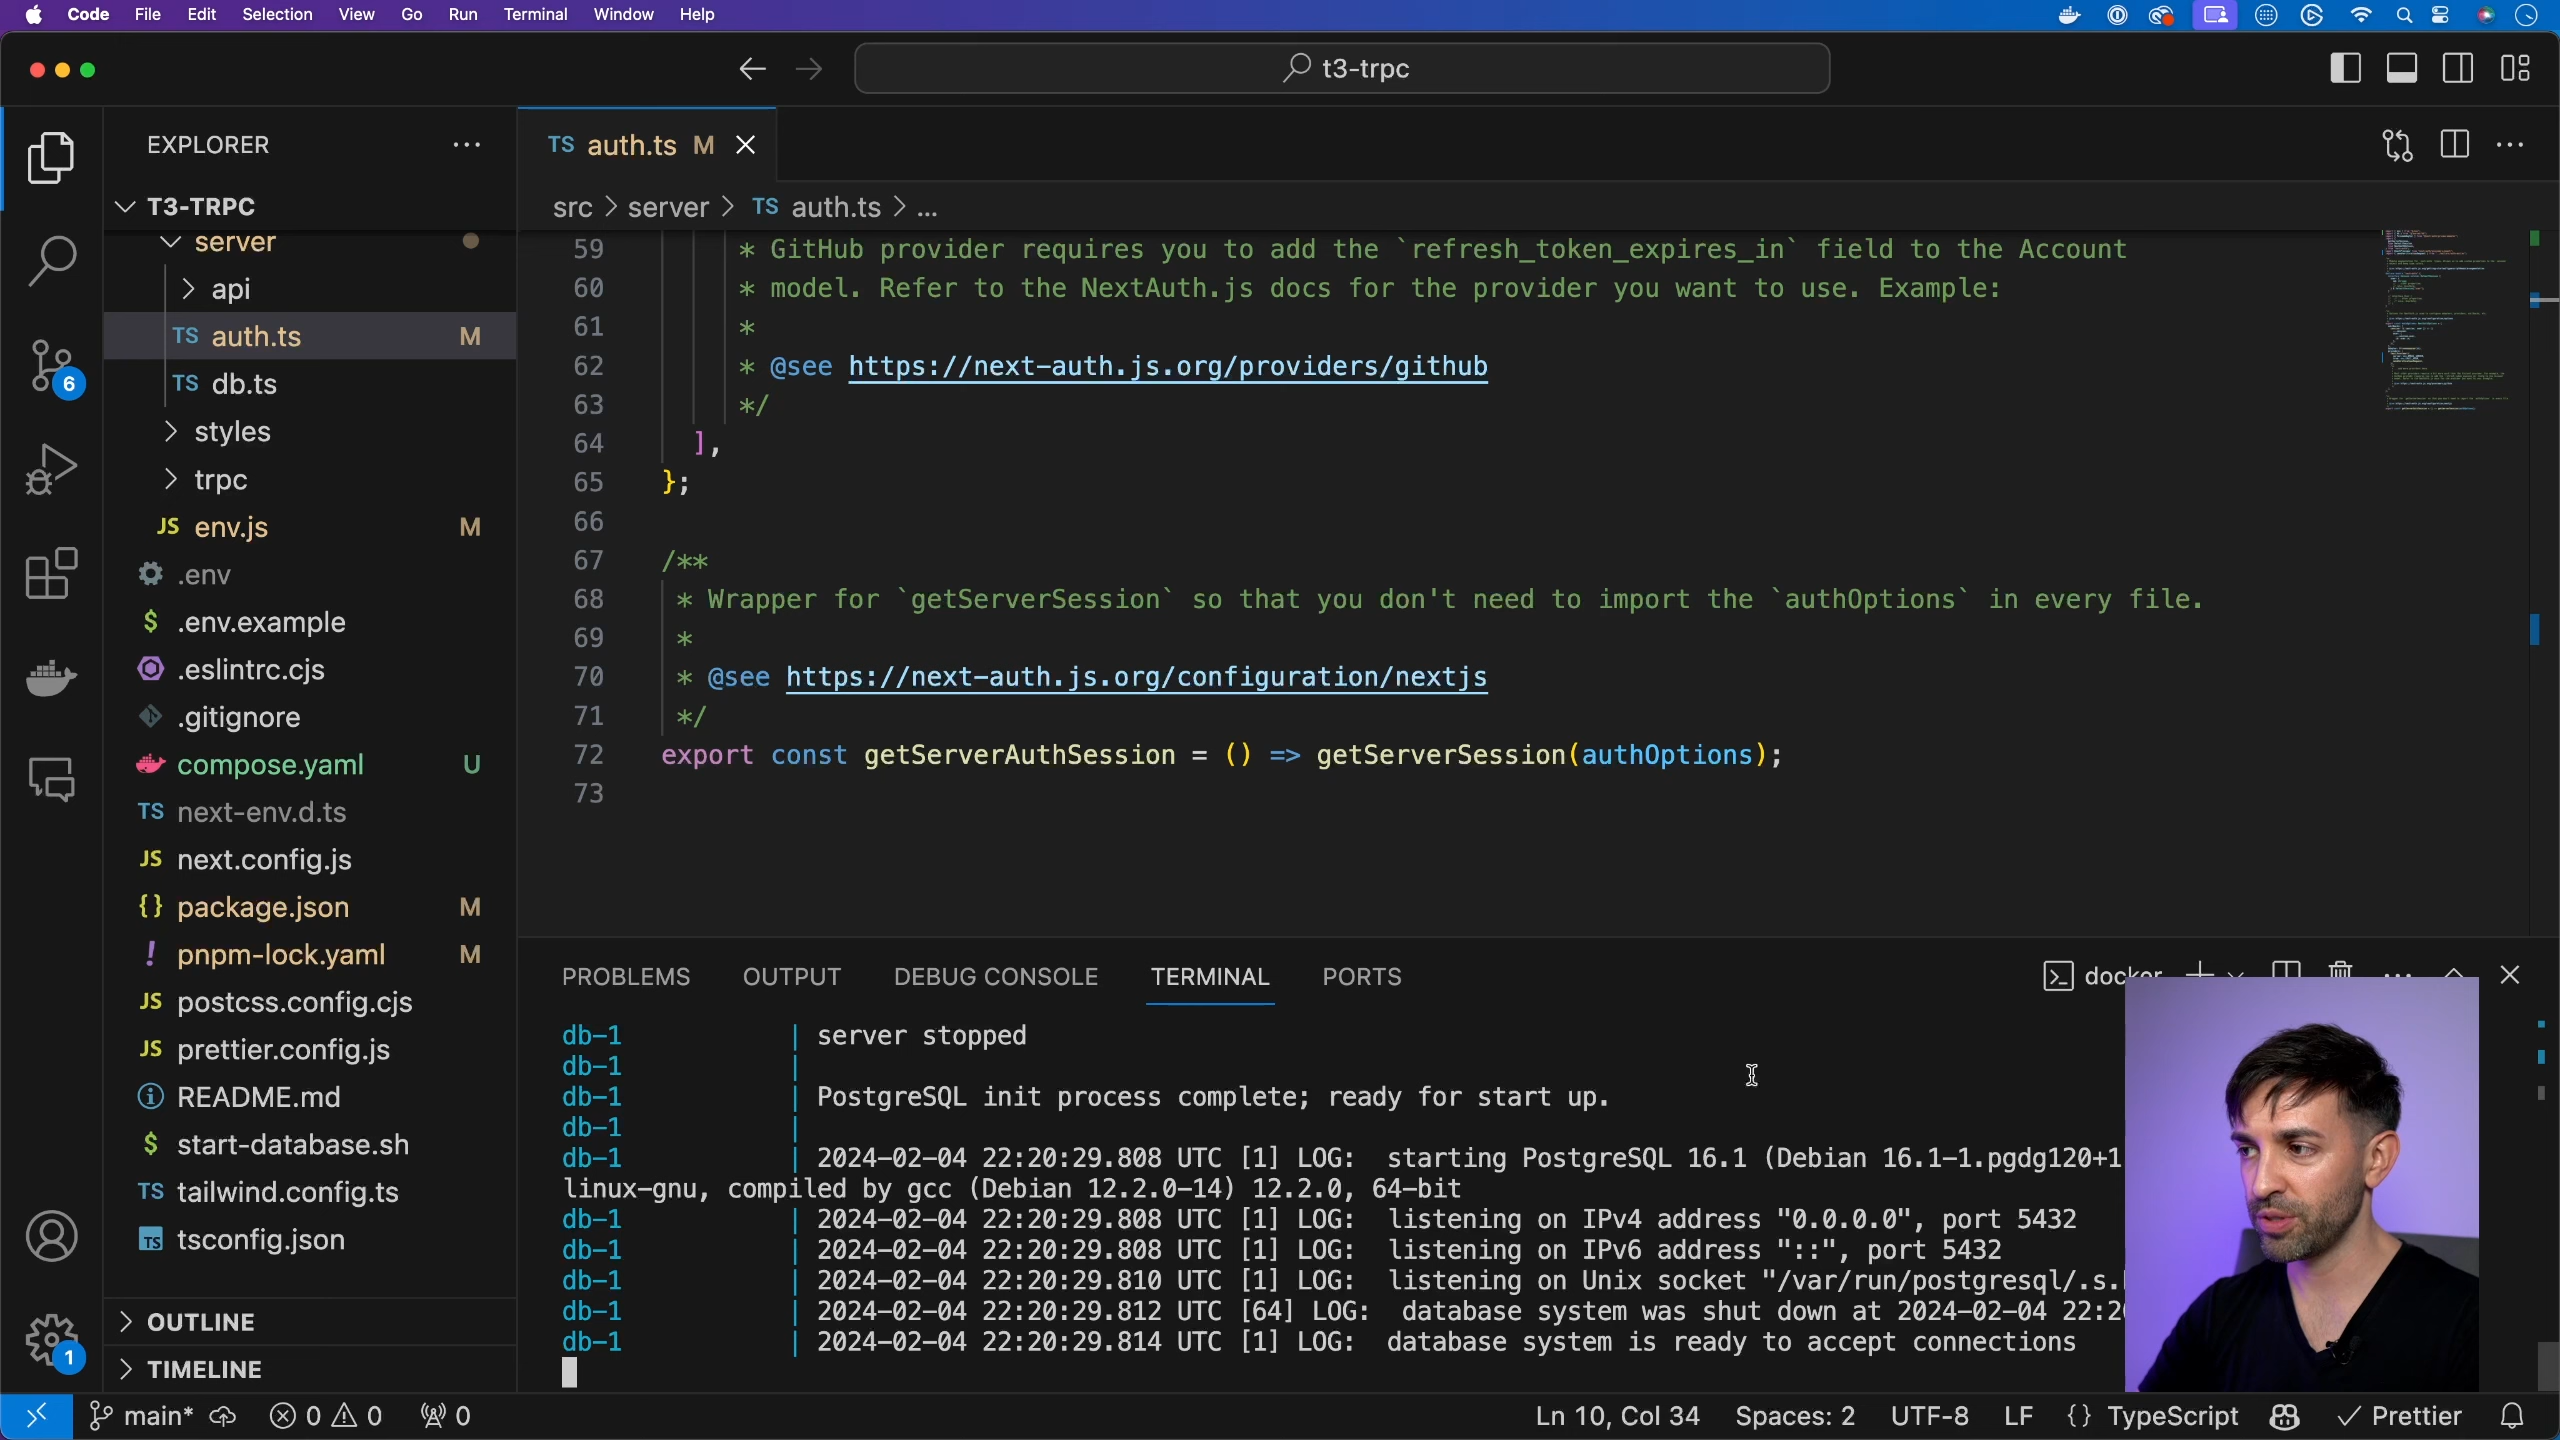 Code File Edit Selection View Go Run Terminal Window Help
t3-trpc
EXPLORER
T3-TRPC
server
api
TS auth.ts M
TS db.ts
styles
trpc
JS env.js M
.env
$ .env.example
.eslintrc.cjs
.gitignore
compose.yaml U
TS next-env.d.ts
JS next.config.js
{} package.json M
! pnpm-lock.yaml M
JS postcss.config.cjs
JS prettier.config.js
README.md
$ start-database.sh
TS tailwind.config.ts
TS tsconfig.json
OUTLINE
TIMELINE
6
1
TS auth.ts M
src > server > TS auth.ts > ...
59 * GitHub provider requires you to add the `refresh_token_expires_in` field to the Account
60 * model. Refer to the NextAuth.js docs for the provider you want to use. Example:
61 *
62 * @see https://next-auth.js.org/providers/github
63 */
64 ],
65 };
66
67 /**
68 * Wrapper for `getServerSession` so that you don't need to import the `authOptions` in every file.
69 *
70 * @see https://next-auth.js.org/configuration/nextjs
71 */
72 export const getServerAuthSession = () => getServerSession(authOptions);
73
PROBLEMS OUTPUT DEBUG CONSOLE TERMINAL PORTS
docker
db-1 | server stopped
db-1 |
db-1 | PostgreSQL init process complete; ready for start up.
db-1 |
db-1 | 2024-02-04 22:20:29.808 UTC [1] LOG: starting PostgreSQL 16.1 (Debian 16.1-1.pgdg120+1
linux-gnu, compiled by gcc (Debian 12.2.0-14) 12.2.0, 64-bit
db-1 | 2024-02-04 22:20:29.808 UTC [1] LOG: listening on IPv4 address "0.0.0.0", port 5432
db-1 | 2024-02-04 22:20:29.808 UTC [1] LOG: listening on IPv6 address "::", port 5432
db-1 | 2024-02-04 22:20:29.810 UTC [1] LOG: listening on Unix socket "/var/run/postgresql/.s.
db-1 | 2024-02-04 22:20:29.812 UTC [64] LOG: database system was shut down at 2024-02-04 22:20
db-1 | 2024-02-04 22:20:29.814 UTC [1] LOG: database system is ready to accept connections
main* 0 0 0 Ln 10, Col 34 Spaces: 2 UTF-8 LF {} TypeScript Prettier